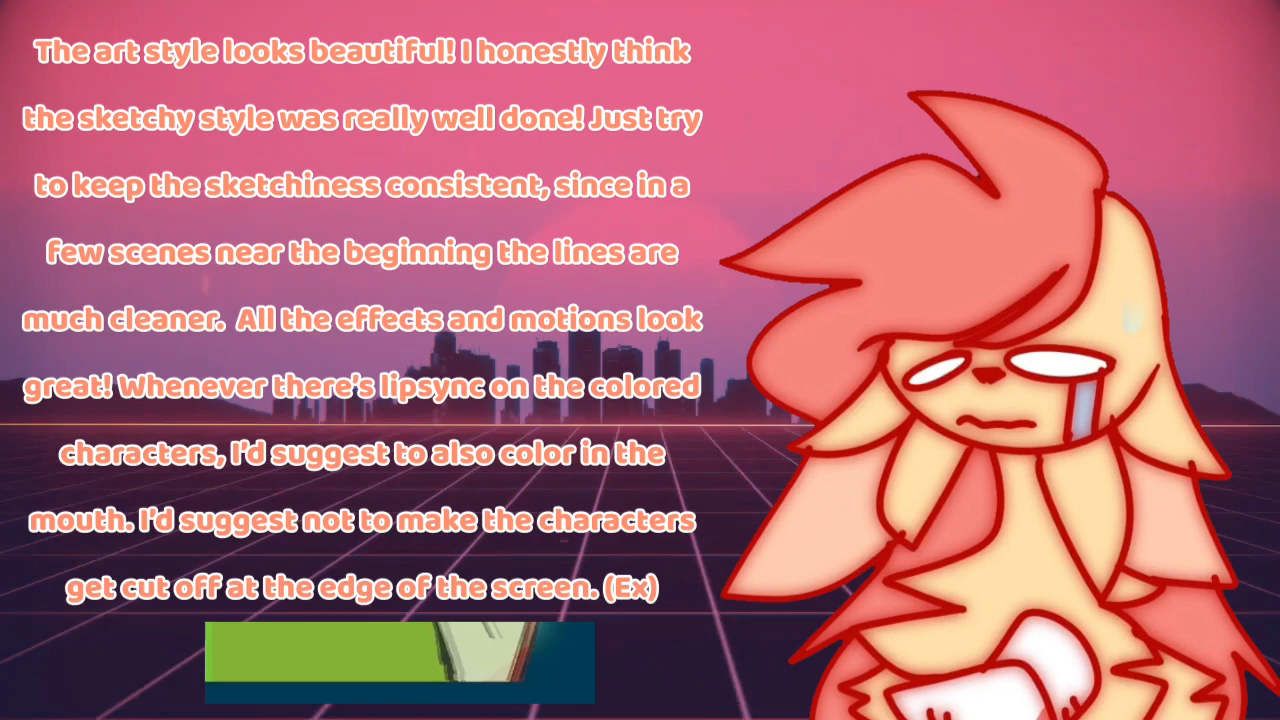 The art style looks beautiful! I honestly think
the sketchy style was really well done! Just try
to keep the sketchiness consistent, since in a
few scenes near the beginning the lines are
much cleaner.  All the effects and motions look
great! Whenever there's lipsync on the colored
characters, I'd suggest to also color in the
mouth. I'd suggest not to make the characters
get cut off at the edge of the screen. (Ex)